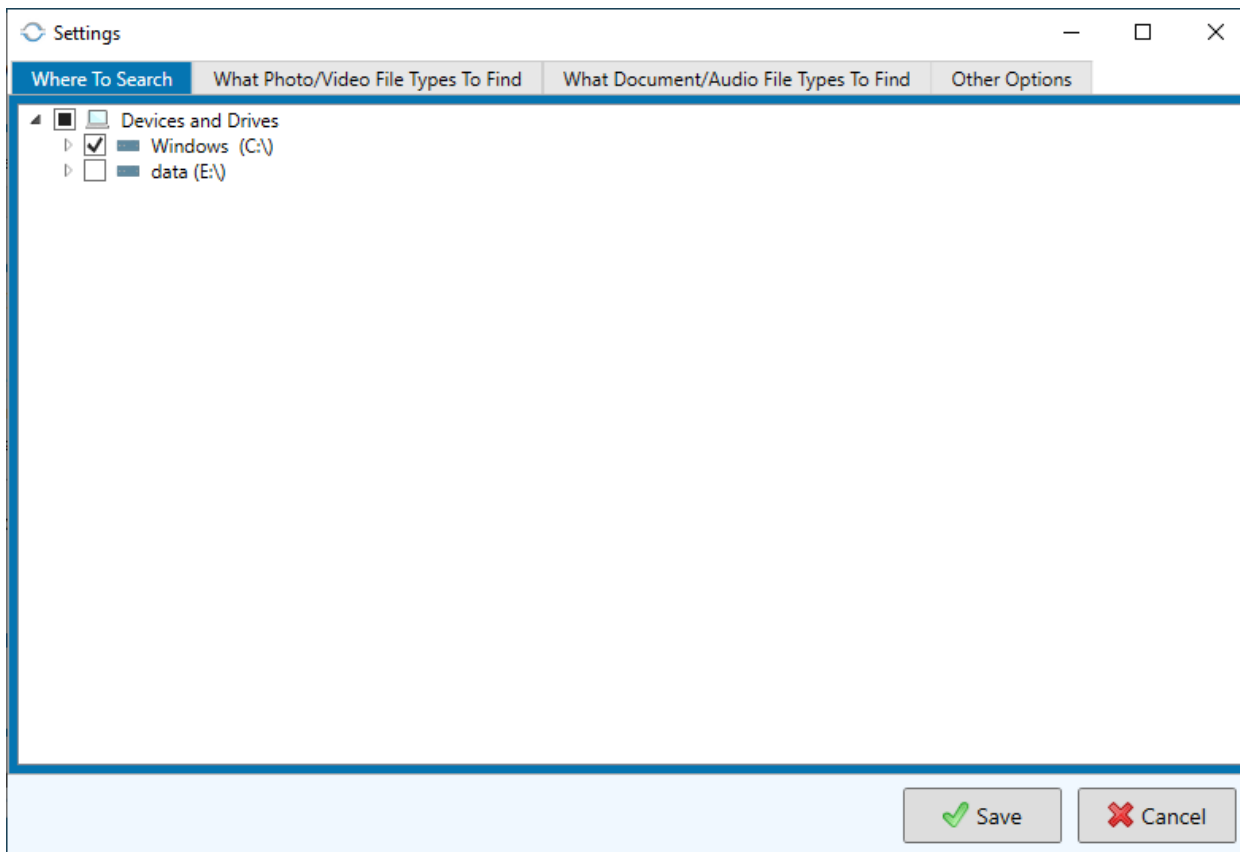 Settings
Where To Search What Photo/Video File Types To Find What Document/Audio File Types To Find Other Options
Devices and Drives
Windows (C:\)
data (E:\)
Save Cancel